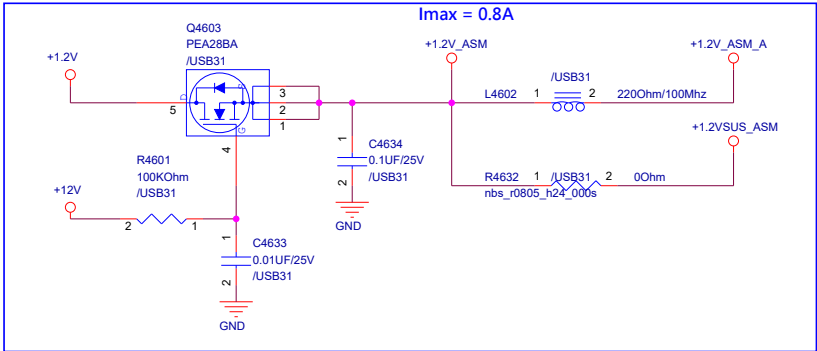 Imax = 0.8A
Q4603
PEA28BA
/USB31
+1.2V
+1.2V_ASM
+1.2V_ASM_A
/USB31
L4602
1
2
220Ohm/100Mhz
D
S
G
5
3
2
1
4
+1.2VSUS_ASM
1
C4634
0.1UF/25V
/USB31
2
GND
R4601
100KOhm
/USB31
+12V
2
1
R4632
1
/USB31
2
0Ohm
nbs_r0805_h24_000s
1
C4633
0.01UF/25V
/USB31
2
GND